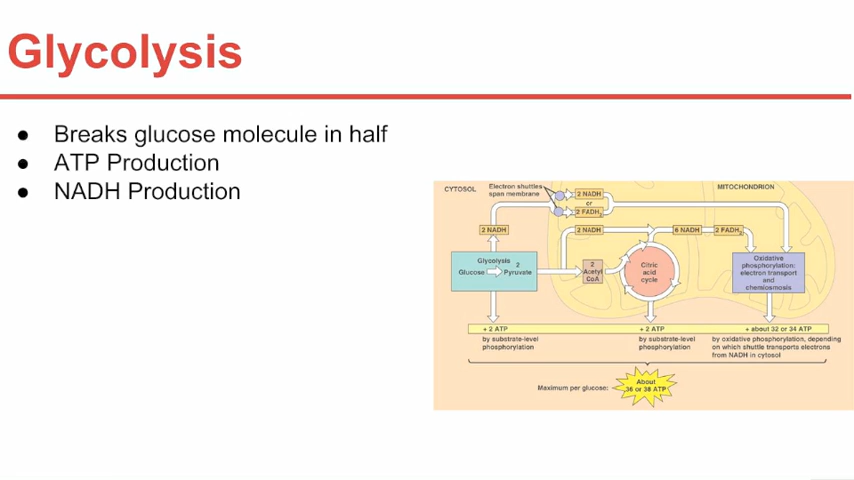 Glycolysis
● Breaks glucose molecule in half
● ATP Production
● NADH Production
CYTOSOL
Electron shuttles
span membrane
MITOCHONDRION
2 NADH
or
2 FADH₂
2 NADH
2 NADH
6 NADH
2 FADH₂
Glycolysis
Glucose
2
Pyruvate
2
Acetyl
CoA
Citric
acid
cycle
Oxidative
phosphorylation:
electron transport
and
chemiosmosis
+ 2 ATP
+ 2 ATP
+ about 32 or 34 ATP
by substrate-level
phosphorylation
by substrate-level
phosphorylation
by oxidative phosphorylation, depending
on which shuttle transports electrons
from NADH in cytosol
Maximum per glucose:
About
36 or 38 ATP